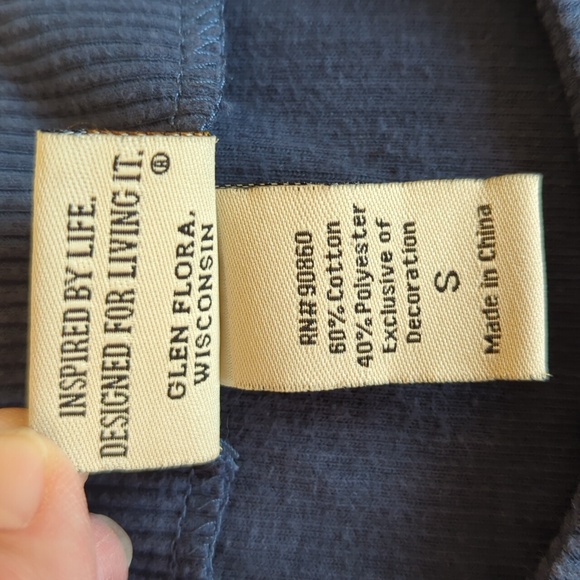 INSPIRED BY LIFE.
DESIGNED FOR LIVING IT.®
GLEN FLORA,
WISCONSIN
RN# 90860
60% Cotton
40% Polyester
Exclusive of
Decoration
S
Made in China